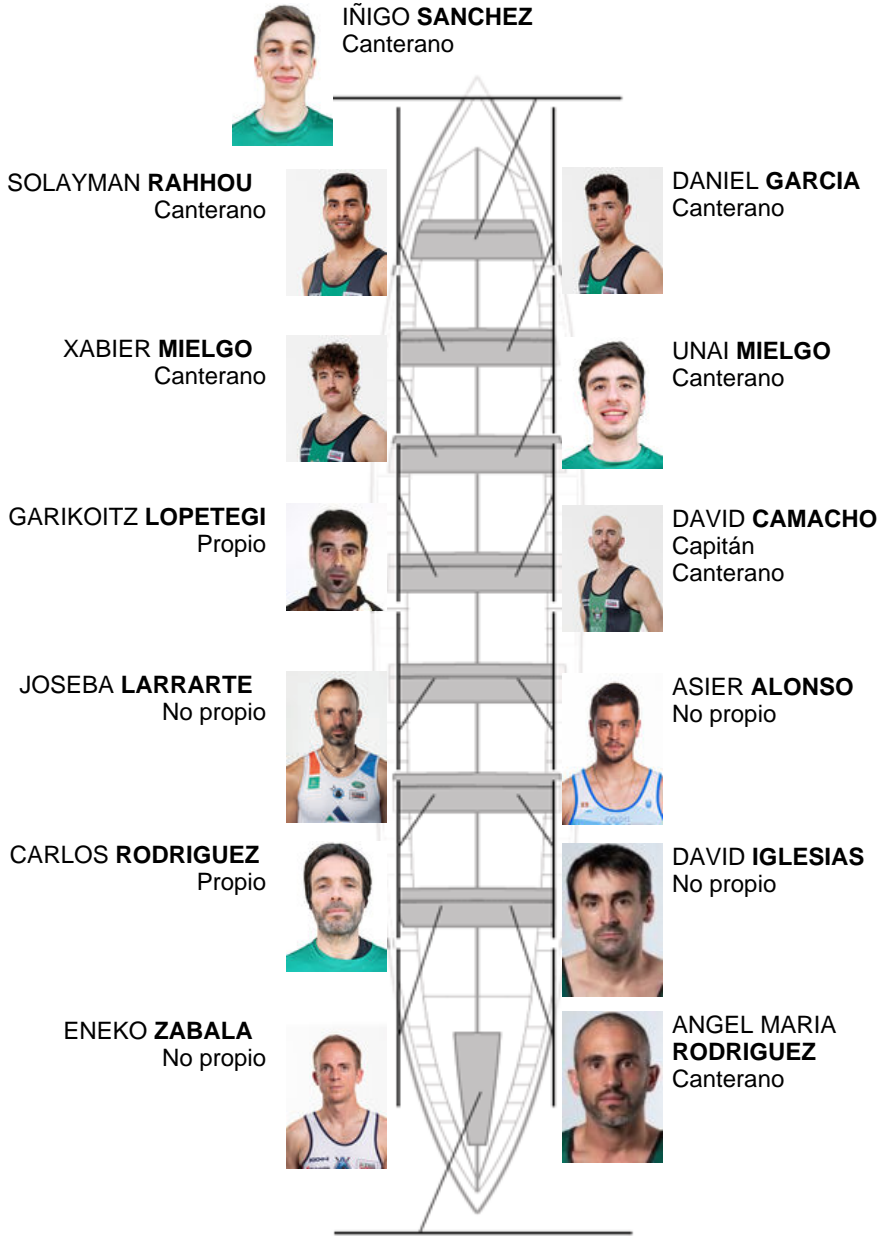 IÑIGO SANCHEZ
Canterano
SOLAYMAN RAHHOU
Canterano
DANIEL GARCIA
Canterano
XABIER MIELGO
Canterano
UNAI MIELGO
Canterano
GARIKOITZ LOPETEGI
Propio
DAVID CAMACHO
Capitán
Canterano
JOSEBA LARRARTE
No propio
ASIER ALONSO
No propio
CARLOS RODRIGUEZ
Propio
DAVID IGLESIAS
No propio
ENEKO ZABALA
No propio
ANGEL MARIA
RODRIGUEZ
Canterano